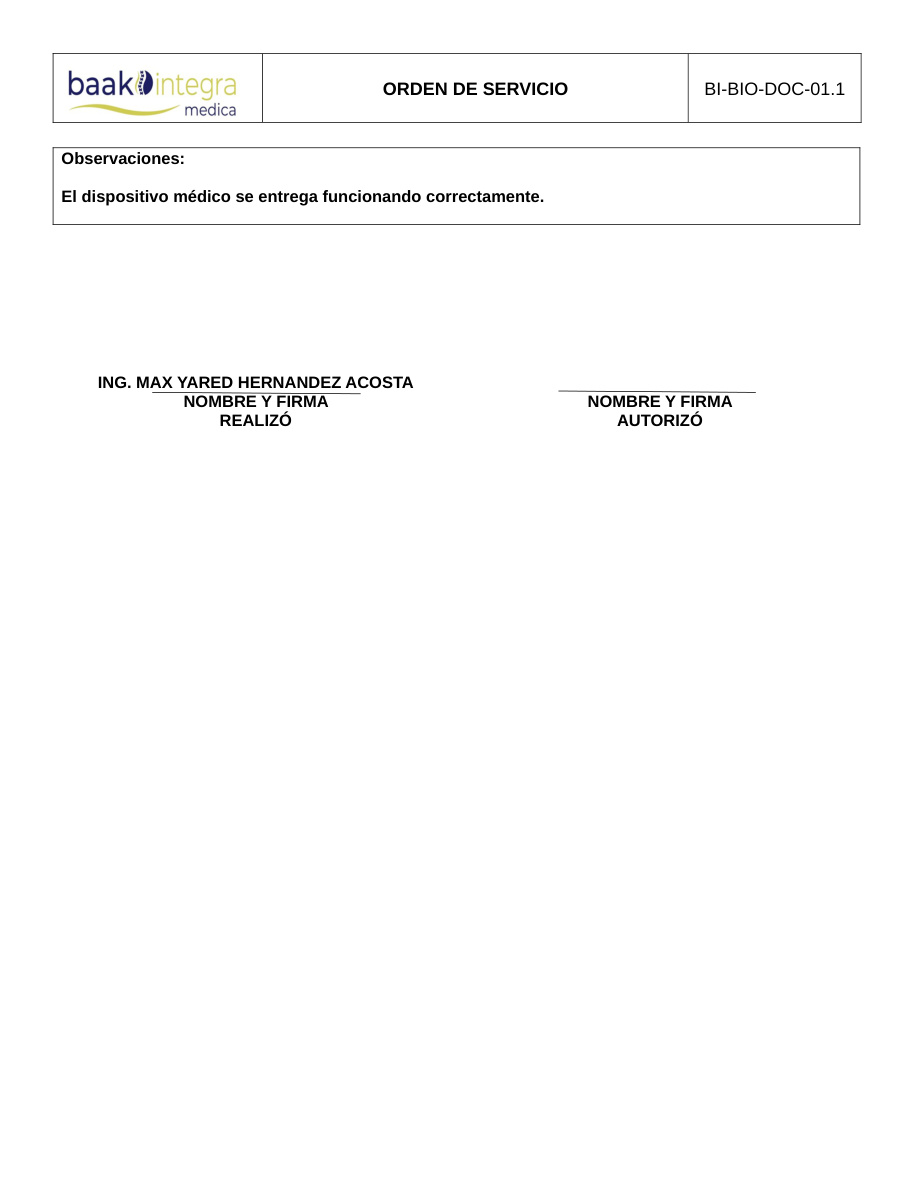 baak integra
medica
ORDEN DE SERVICIO
BI-BIO-DOC-01.1
Observaciones:
El dispositivo médico se entrega funcionando correctamente.
ING. MAX YARED HERNANDEZ ACOSTA
NOMBRE Y FIRMA
REALIZÓ
NOMBRE Y FIRMA
AUTORIZÓ